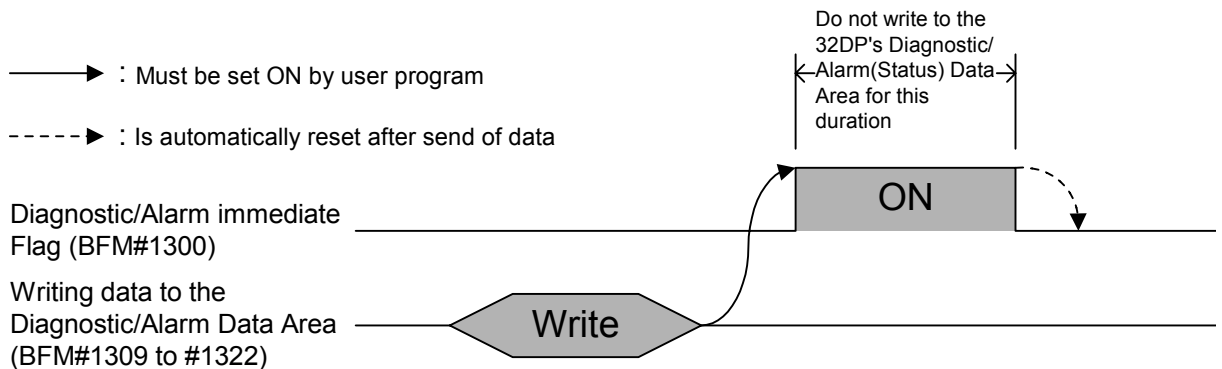 Do not write to the
32DP's Diagnostic/
Alarm(Status) Data
Area for this
duration
: Must be set ON by user program
: Is automatically reset after send of data
ON
Diagnostic/Alarm immediate
Flag (BFM#1300)
Writing data to the
Diagnostic/Alarm Data Area
(BFM#1309 to #1322)
Write